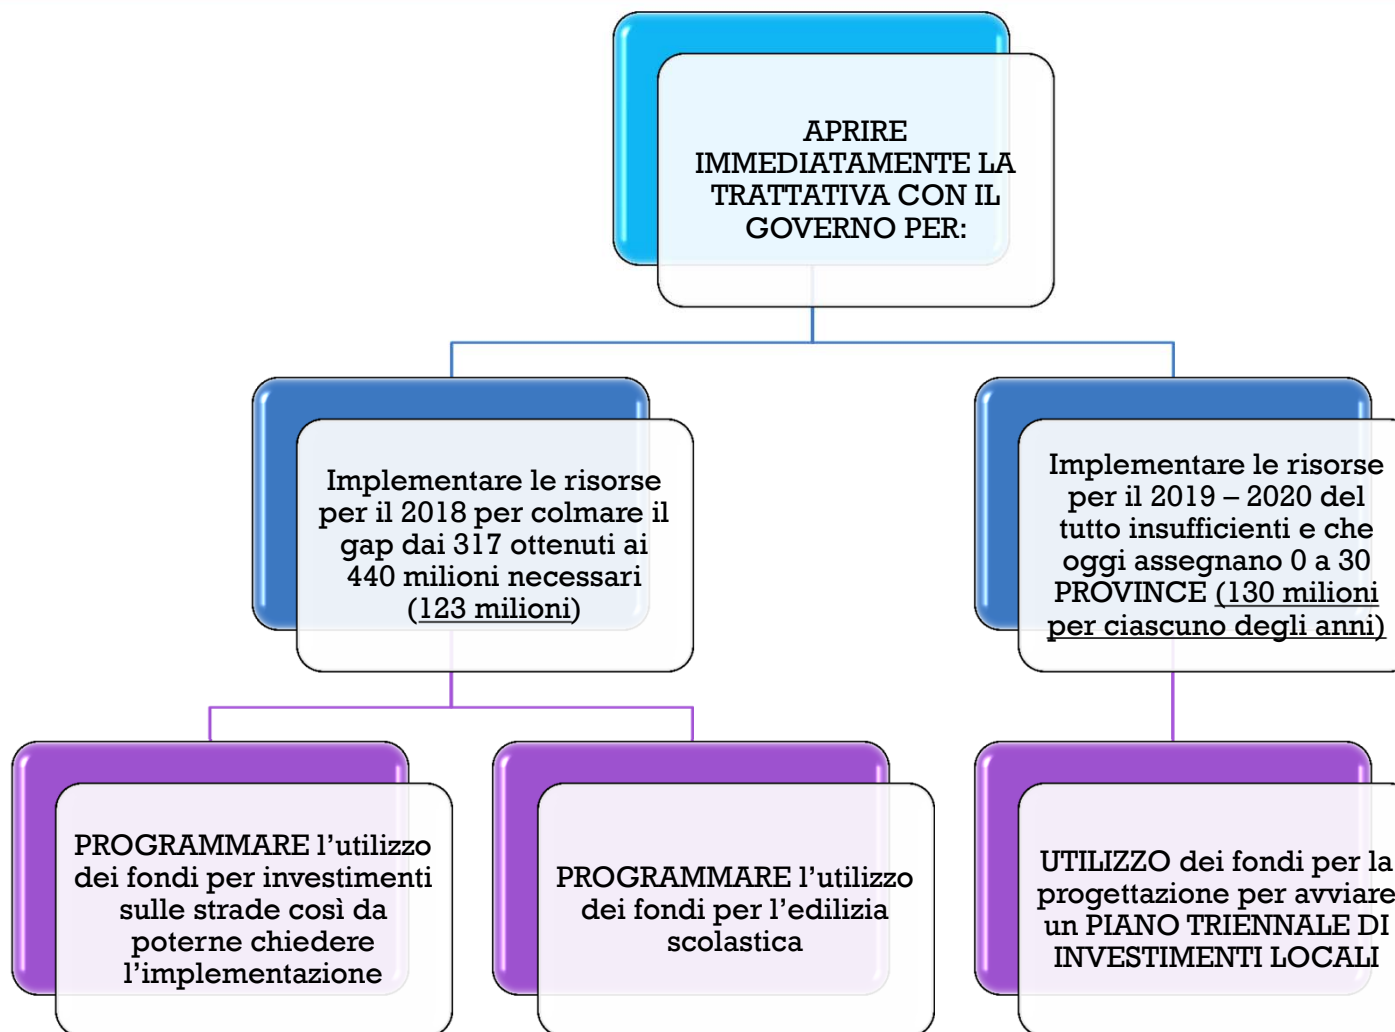 APRIRE
IMMEDIATAMENTE LA
TRATTATIVA CON IL
GOVERNO PER:
Implementare le risorse
per il 2018 per colmare il
gap dai 317 ottenuti ai
440 milioni necessari
(123 milioni)
Implementare le risorse
per il 2019 – 2020 del
tutto insufficienti e che
oggi assegnano 0 a 30
PROVINCE (130 milioni
per ciascuno degli anni)
PROGRAMMARE l’utilizzo
dei fondi per investimenti
sulle strade così da
poterne chiedere
l’implementazione
PROGRAMMARE l’utilizzo
dei fondi per l’edilizia
scolastica
UTILIZZO dei fondi per la
progettazione per avviare
un PIANO TRIENNALE DI
INVESTIMENTI LOCALI